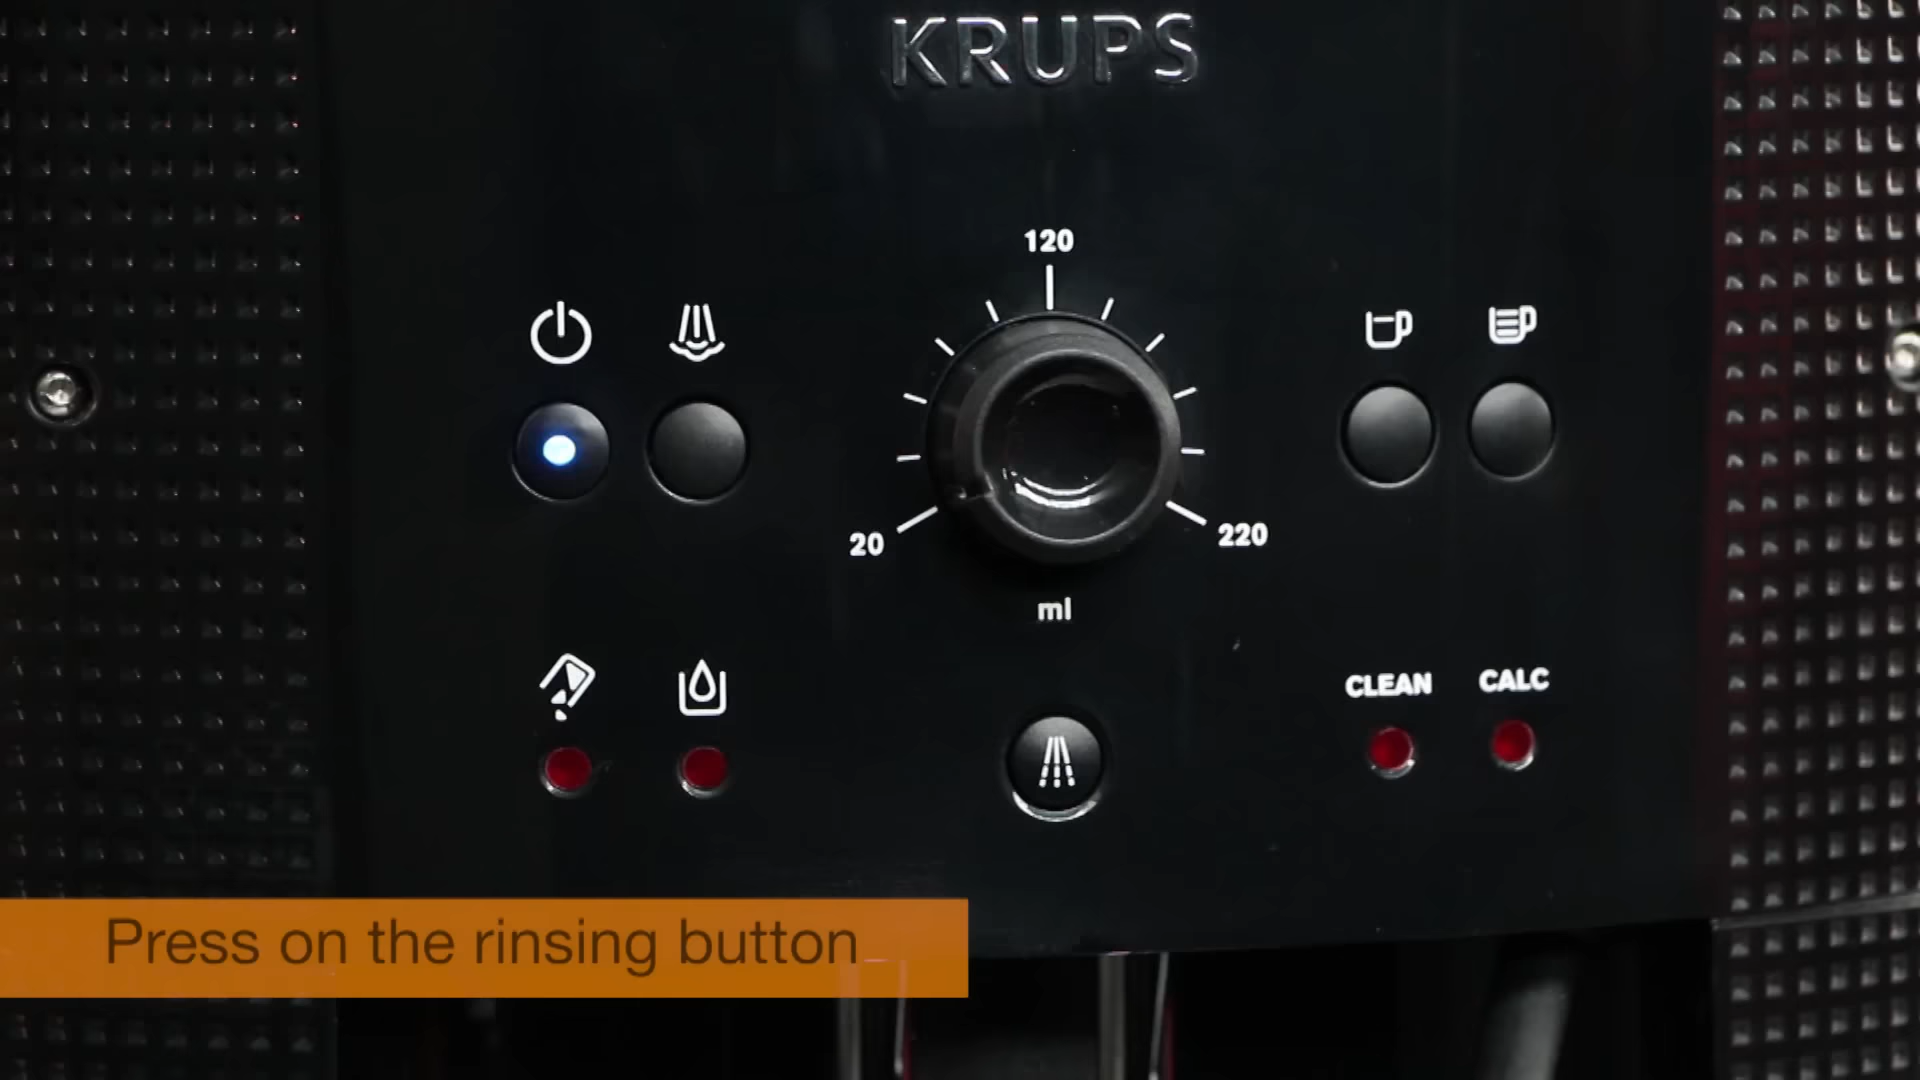 KRUPS
120
20
220
ml
CLEAN
CALC
Press on the rinsing button